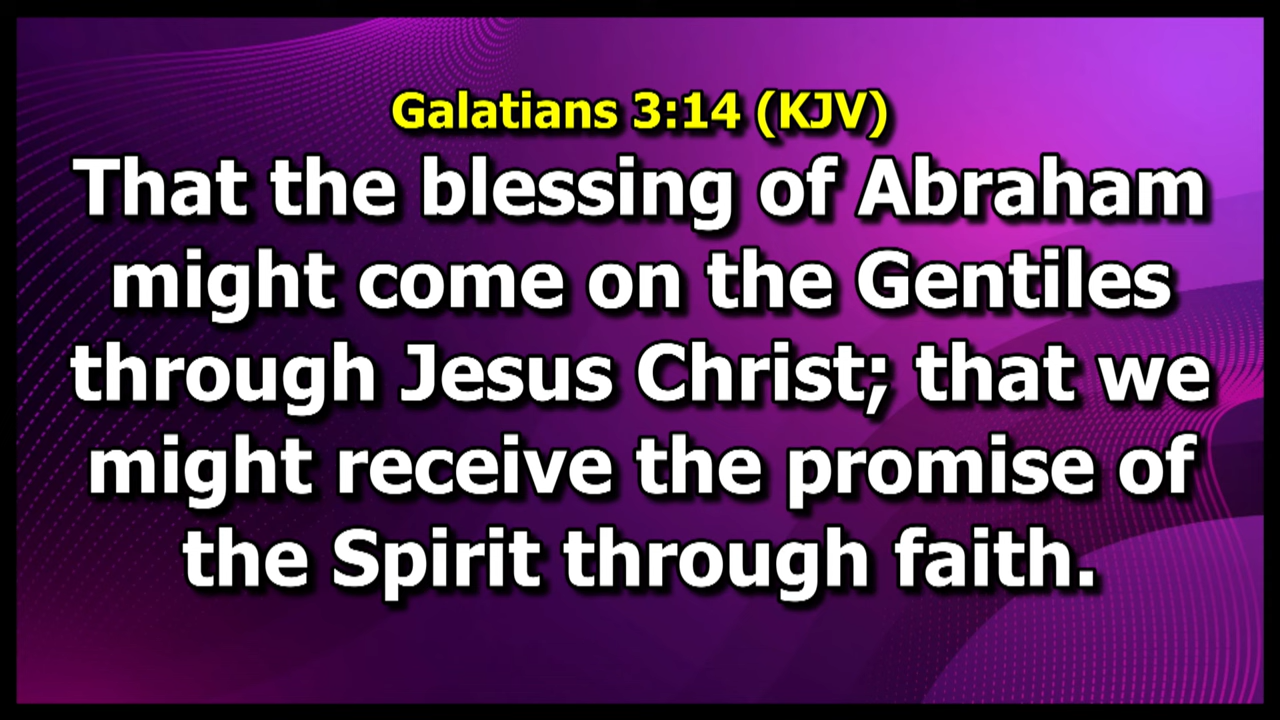 Galatians 3:14 (KJV)
That the blessing of Abraham
might come on the Gentiles
through Jesus Christ; that we
might receive the promise of
the Spirit through faith.